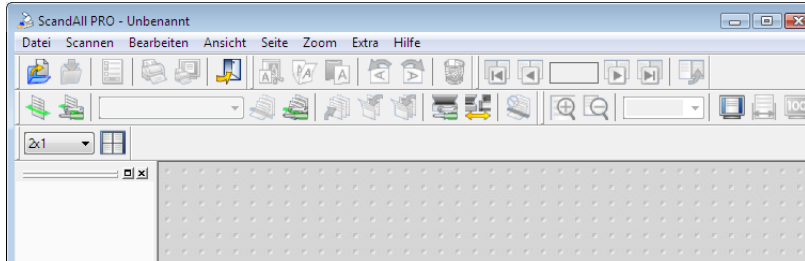 ScandAll PRO - Unbenannt
Datei Scannen Bearbeiten Ansicht Seite Zoom Extra Hilfe
2x1